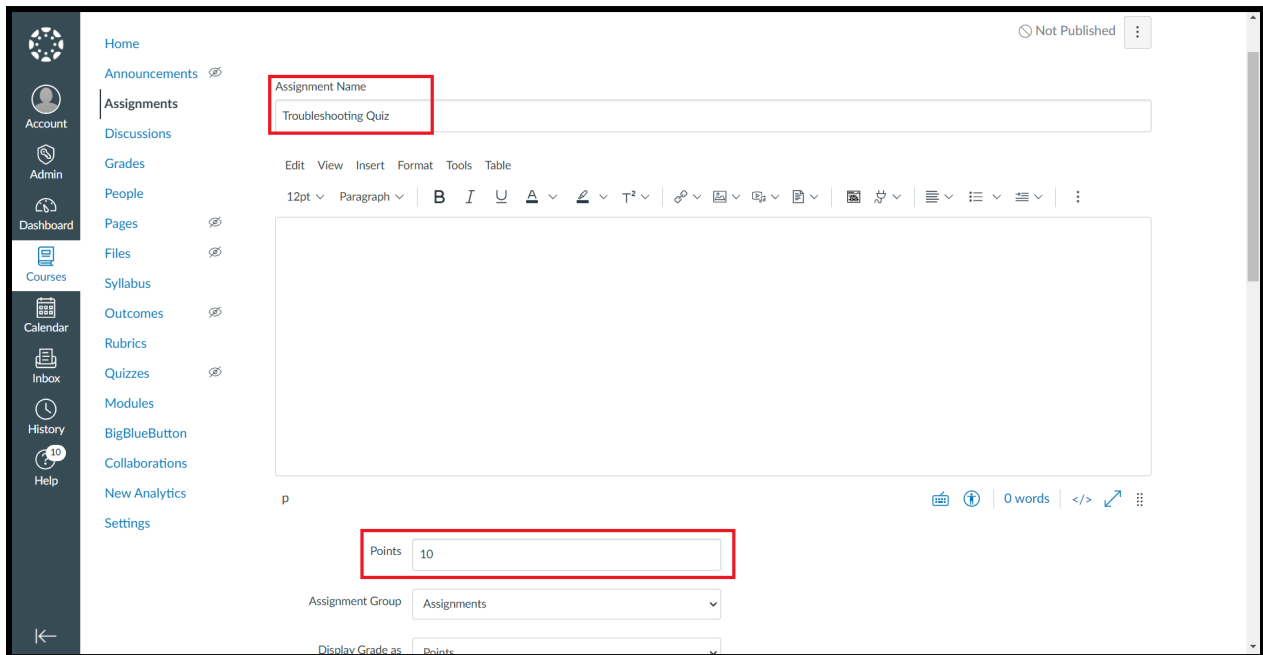 Not Published
Home
Announcements
Assignments
Discussions
Grades
People
Pages
Files
Syllabus
Outcomes
Rubrics
Quizzes
Modules
BigBlueButton
Collaborations
New Analytics
Settings
Account
Admin
Dashboard
Courses
Calendar
Inbox
History
10
Help
Assignment Name
Troubleshooting Quiz
Edit View Insert Format Tools Table
12pt Paragraph B I U A T²
p 0 words </>
Points 10
Assignment Group Assignments
Display Grade as Points